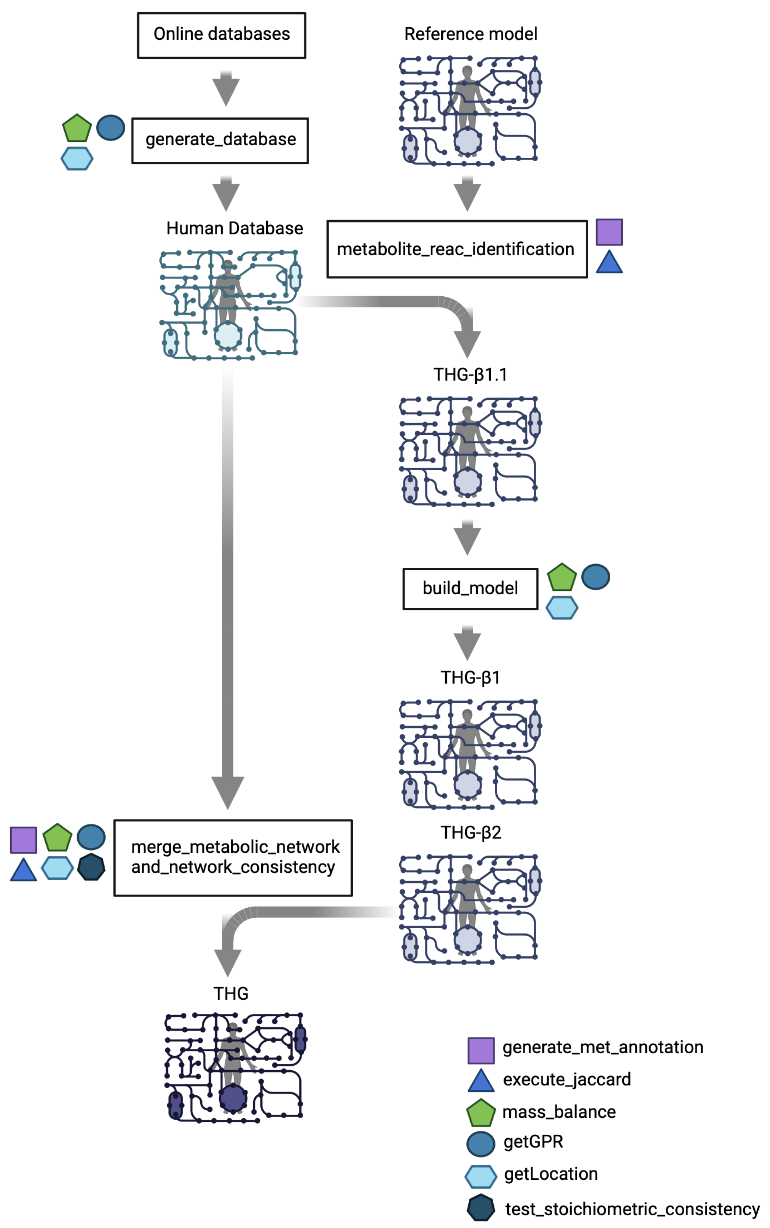 Online databases
Reference model
generate_database
Human Database
metabolite_reac_identification
THG-β1.1
build_model
THG-β1
THG-β2
merge_metabolic_network
and_network_consistency
THG
generate_met_annotation
execute_jaccard
mass_balance
getGPR
getLocation
test_stoichiometric_consistency